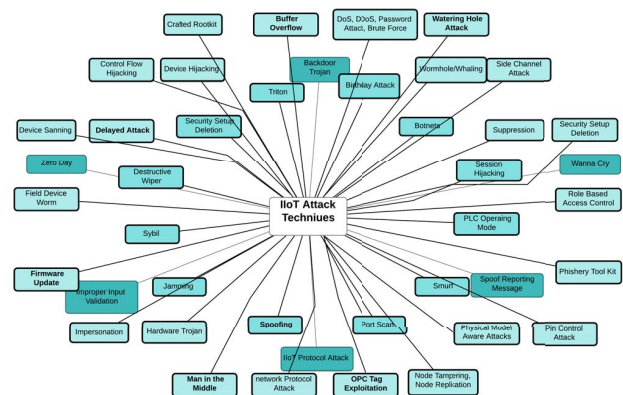 Crafted Rootkit
Buffer
Overflow
DoS, DDoS, Password
Attact, Brute Force
Watering Hole
Attack
Control Flow
Hijacking
Device Hijacking
Backdoor
Trojan
Wormhole/Whaling
Side Channel
Attack
Triton
Birthday Attack
Device Sanning
Delayed Attack
Security Setup
Deletion
Botnets
Suppression
Security Setup
Deletion
Zero Day
Destructive
Wiper
Session
Hijacking
Wanna Cry
Field Device
Worm
IIoT Attack
Techniues
Role Based
Access Control
Sybil
PLC Operaing
Mode
Firmware
Update
Improper Input
Validation
Jamming
Smurf
Spoof Reporting
Message
Phishery Tool Kit
Impersonation
Hardware Trojan
Spoofing
Port Scam
Physical Model
Aware Attacks
Pin Control
Attack
IIoT Protocol Attack
Man in the
Middle
network Protocol
Attack
OPC Tag
Exploitation
Node Tampering,
Node Replication